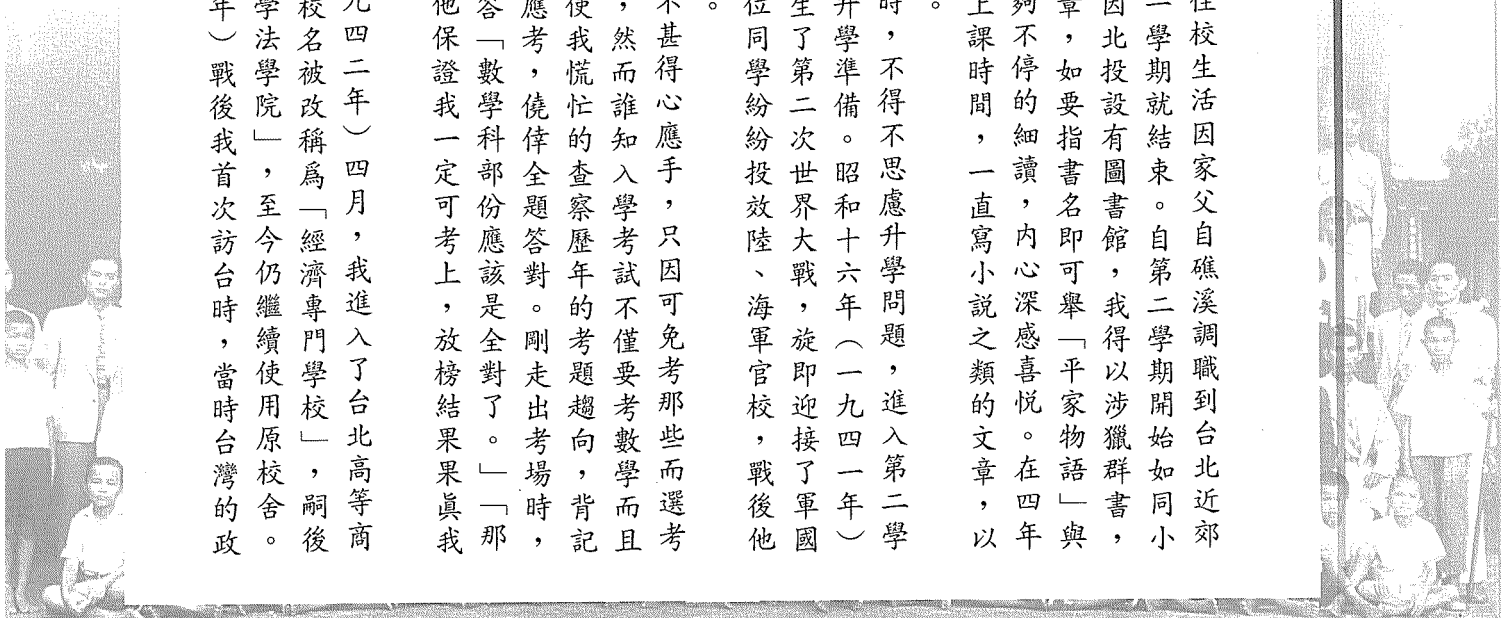 住校生活因家父自礁溪調職到台北近郊
一學期就結束。自第二學期開始如同小
因北投設有圖書館，我得以涉獵群書，
章，如要指書名即可舉「平家物語」與
夠不停的細讀，內心深感喜悅。在四年
上課時間，一直寫小說之類的文章，以
。
時，不得不思慮升學問題，進入第二學
升學準備。昭和十六年（一九四一年）
生了第二次世界大戰，旋即迎接了軍國
位同學紛紛投效陸、海軍官校，戰後他
。
不甚得心應手，只因可免考那些而選考
，然而誰知入學考試不僅要考數學而且
使我慌忙的查察歷年的考題趨向，背記
應考，僥倖全題答對。剛走出考場時，
答「數學科部份應該是全對了。」「那
他保證我一定可考上，放榜結果果真我
九四二年）四月，我進入了台北高等商
校名被改稱爲「經濟專門學校」，嗣後
學法學院」，至今仍繼續使用原校舍。
年）戰後我首次訪台時，當時台灣的政